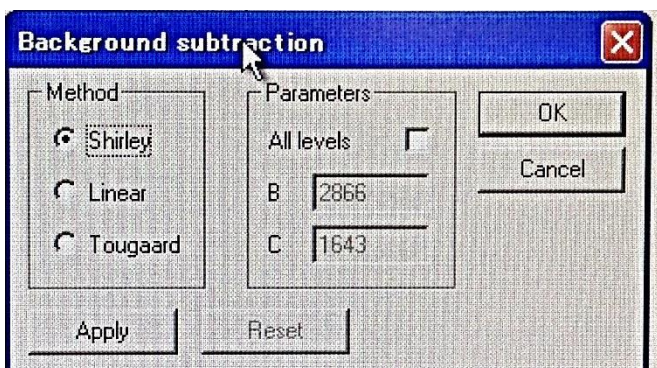 Background subtraction
Method
Shirley
Linear
Tougaard
Parameters
All levels
B 2866
C 1643
OK
Cancel
Apply
Reset